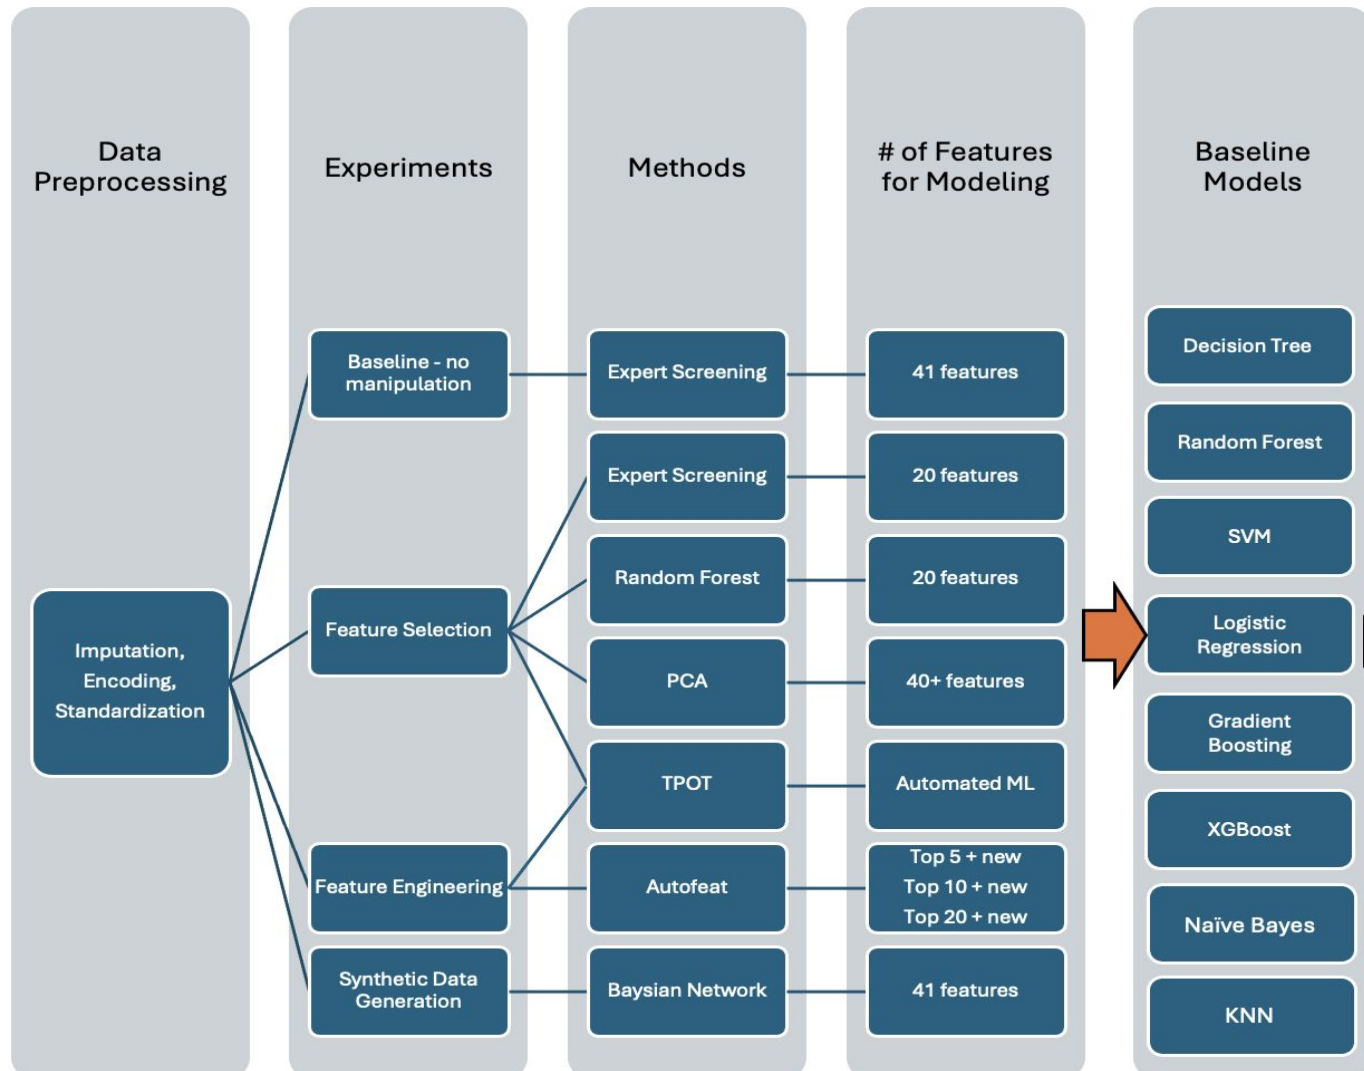 Data
Preprocessing
Experiments
Methods
# of Features
for Modeling
Baseline
Models
Imputation,
Encoding,
Standardization
Baseline - no
manipulation
Feature Selection
Feature Engineering
Synthetic Data
Generation
Expert Screening
Expert Screening
Random Forest
PCA
TPOT
Autofeat
Baysian Network
41 features
20 features
20 features
40+ features
Automated ML
Top 5 + new
Top 10 + new
Top 20 + new
41 features
Decision Tree
Random Forest
SVM
Logistic
Regression
Gradient
Boosting
XGBoost
Naïve Bayes
KNN